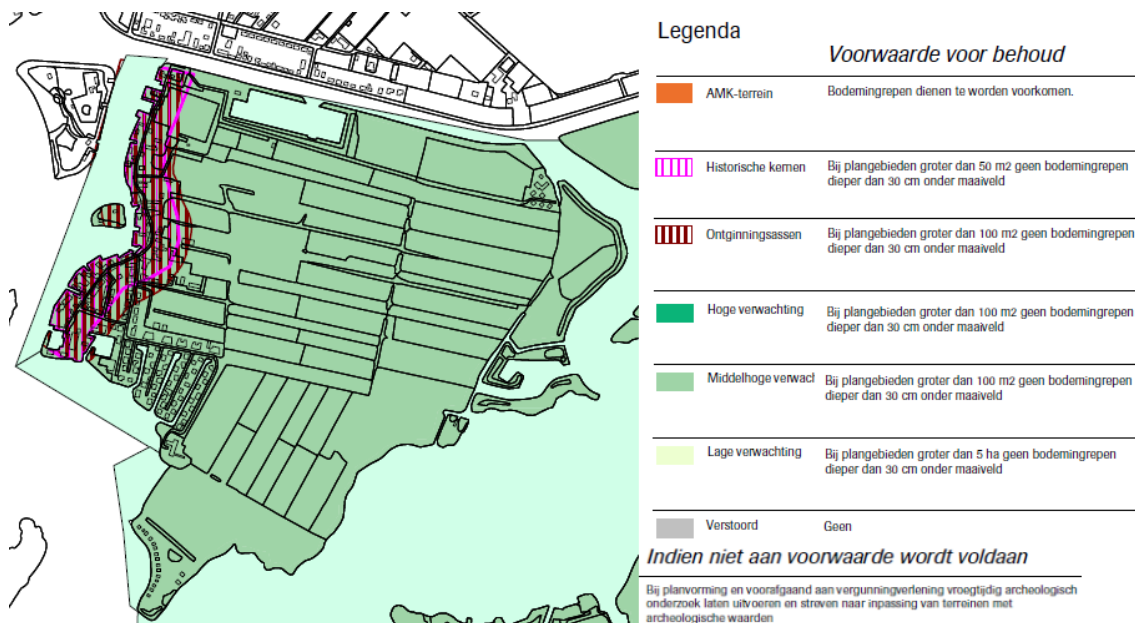 Legenda
Voorwaarde voor behoud
AMK-terrein
Bodemingrepen dienen te worden voorkomen.
Historische kernen
Bij plangebieden groter dan 50 m2 geen bodemingrepen
dieper dan 30 cm onder maaiveld
Ontginningsassen
Bij plangebieden groter dan 100 m2 geen bodemingrepen
dieper dan 30 cm onder maaiveld
Hoge verwachting
Bij plangebieden groter dan 100 m2 geen bodemingrepen
dieper dan 30 cm onder maaiveld
Middelhoge verwacht
Bij plangebieden groter dan 100 m2 geen bodemingrepen
dieper dan 30 cm onder maaiveld
Lage verwachting
Bij plangebieden groter dan 5 ha geen bodemingrepen
dieper dan 30 cm onder maaiveld
Verstoord
Geen
Indien niet aan voorwaarde wordt voldaan
Bij planvorming en voorafgaand aan vergunningverlening vroegtijdig archeologisch
onderzoek laten uitvoeren en streven naar inpassing van terreinen met
archeologische waarden